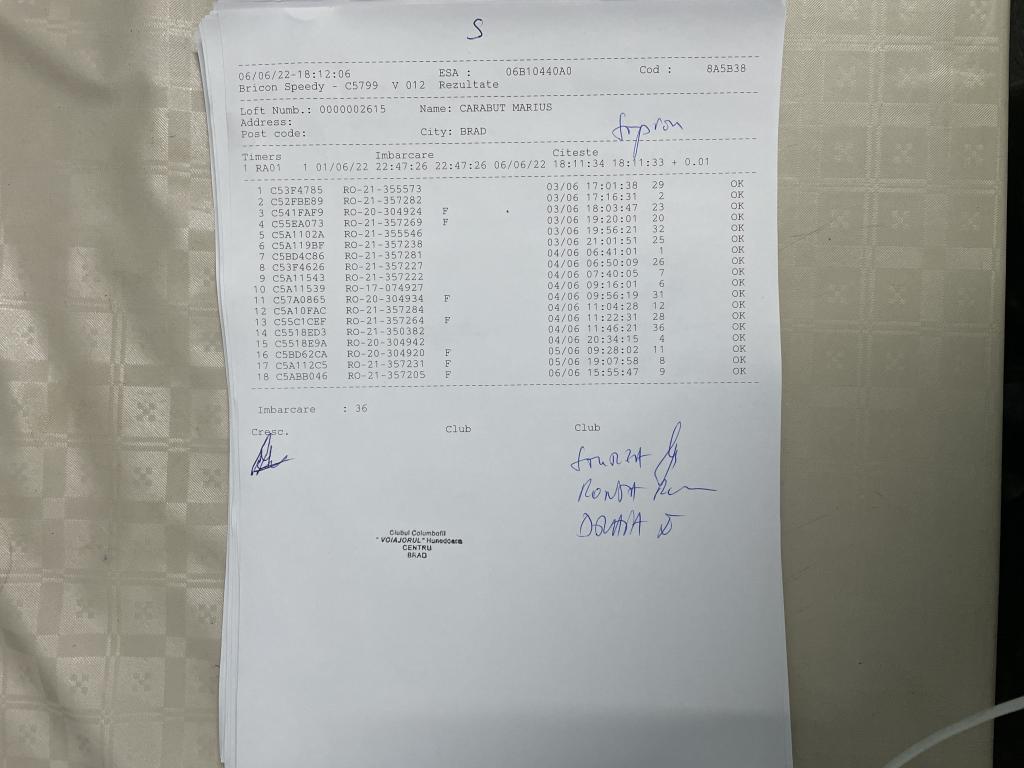 S
06/06/22-18:12:06 ESA : 06B10440A0 Cod : 8A5B38
Bricon Speedy - C5799 V 012 Rezultate
Loft Numb.: 0000002615 Name: CARABUT MARIUS
Address:
Post code: City: BRAD
Sopron
Timers Imbarcare Citeste
1 RA01 1 01/06/22 22:47:26 22:47:26 06/06/22 18:11:34 18:11:33 + 0.01
1 C53F4785 RO-21-355573 03/06 17:01:38 29 OK
2 C52FBE89 RO-21-357282 03/06 17:16:31 2 OK
3 C541FAF9 RO-20-304924 F 03/06 18:03:47 23 OK
4 C55EA073 RO-21-357269 F 03/06 19:20:01 20 OK
5 C5A1102A RO-21-355546 03/06 19:56:21 32 OK
6 C5A119BF RO-21-357238 03/06 21:01:51 25 OK
7 C5BD4C86 RO-21-357281 04/06 06:41:01 1 OK
8 C53F4626 RO-21-357227 04/06 06:50:09 26 OK
9 C5A11543 RO-21-357222 04/06 07:40:05 7 OK
10 C5A11539 RO-17-074927 04/06 09:16:01 6 OK
11 C57A0865 RO-20-304934 F 04/06 09:56:19 31 OK
12 C5A10FAC RO-21-357284 04/06 11:04:28 12 OK
13 C55C1CEF RO-21-357264 F 04/06 11:22:31 28 OK
14 C5518ED3 RO-21-350382 04/06 11:46:21 36 OK
15 C5518E9A RO-20-304942 04/06 20:34:15 4 OK
16 C5BD62CA RO-20-304920 F 05/06 09:28:02 11 OK
17 C5A112C5 RO-21-357231 F 05/06 19:07:58 8 OK
18 C5ABB046 RO-21-357205 F 06/06 15:55:47 9 OK
Imbarcare : 36
Cresc. Club Club
Clubul Columbofil
"VOIAJORUL" Hunedoara
CENTRU
BRAD